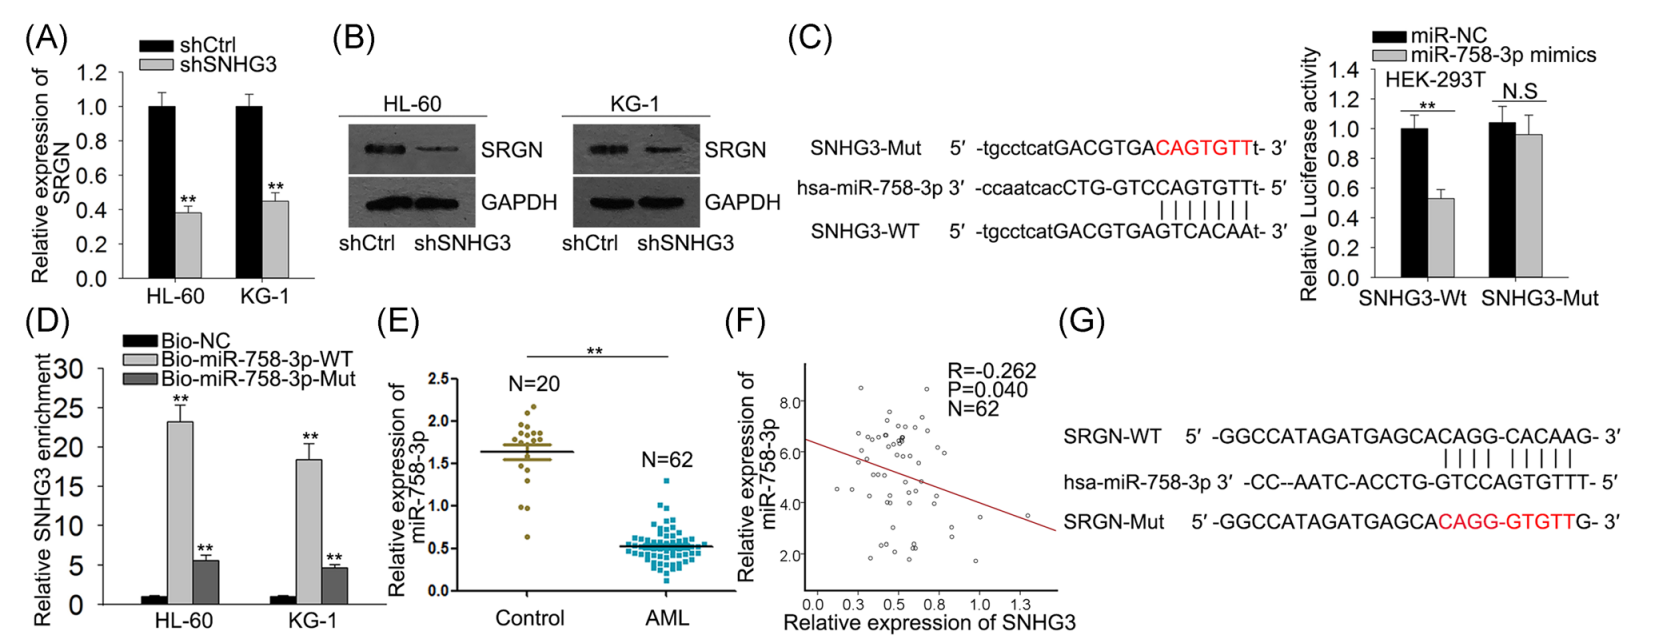 (A)
shCtrl
shSNHG3
Relative expression of
SRGN
1.2
1.0
0.8
0.6
0.4
0.2
0.0
**
**
HL-60
KG-1
(B)
HL-60
KG-1
SRGN
SRGN
GAPDH
GAPDH
shCtrl shSNHG3
shCtrl shSNHG3
(C)
SNHG3-Mut 5′ -tgcctcatGACGTGACAGTGTTt- 3′
hsa-miR-758-3p 3′ -ccaatcacCTG-GTCCAGTGTTt- 5′
SNHG3-WT 5′ -tgcctcatGACGTGAGTCACAAt- 3′
miR-NC
miR-758-3p mimics
HEK-293T
Relative Luciferase activity
1.4
1.2
1.0
0.8
0.6
0.4
0.2
0.0
**
N.S
SNHG3-Wt
SNHG3-Mut
(D)
Bio-NC
Bio-miR-758-3p-WT
Bio-miR-758-3p-Mut
Relative SNHG3 enrichment
30
25
20
15
10
5
0
**
**
**
**
HL-60
KG-1
(E)
**
N=20
N=62
Relative expression of
miR-758-3p
2.5
2.0
1.5
1.0
0.5
0.0
Control
AML
(F)
R=-0.262
P=0.040
N=62
Relative expression of
miR-758-3p
8.0
6.0
4.0
2.0
0.0
0.3
0.5
0.8
1.0
1.3
Relative expression of SNHG3
(G)
SRGN-WT 5′ -GGCCATAGATGAGCACAGG-CACAAG- 3′
hsa-miR-758-3p 3′ -CC--AATC-ACCTG-GTCCAGTGTTT- 5′
SRGN-Mut 5′ -GGCCATAGATGAGCACAGG-GTGTTG- 3′